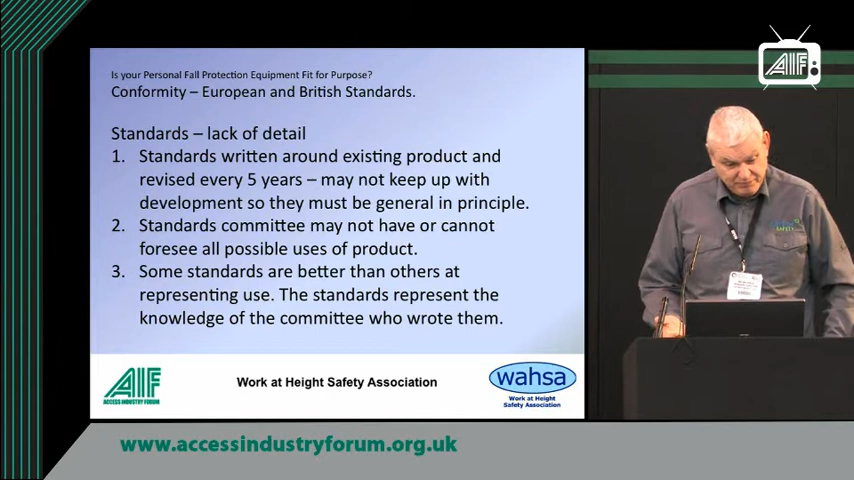 Is your Personal Fall Protection Equipment Fit for Purpose?
Conformity – European and British Standards.
Standards – lack of detail
1. Standards written around existing product and
revised every 5 years – may not keep up with
development so they must be general in principle.
2. Standards committee may not have or cannot
foresee all possible uses of product.
3. Some standards are better than others at
representing use. The standards represent the
knowledge of the committee who wrote them.
AIF
ACCESS INDUSTRY FORUM
Work at Height Safety Association
wahsa
Work at Height
Safety Association
AIF
SAFETY
www.accessindustryforum.org.uk